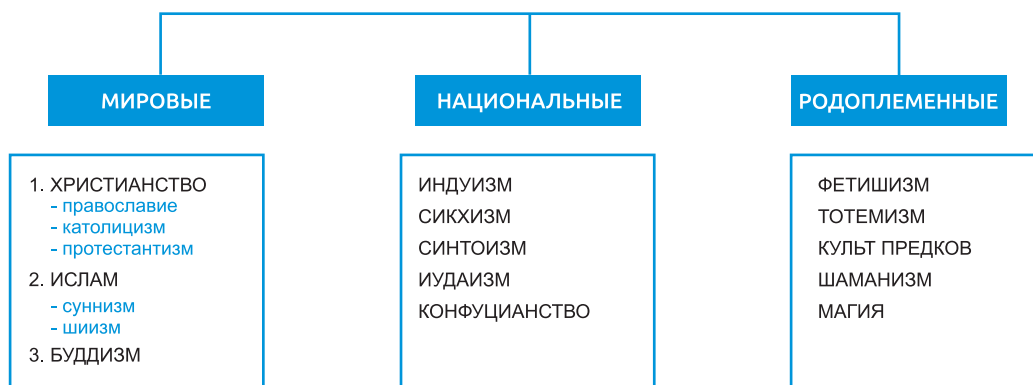 МИРОВЫЕ
1. ХРИСТИАНСТВО
- православие
- католицизм
- протестантизм
2. ИСЛАМ
- суннизм
- шиизм
3. БУДДИЗМ
НАЦИОНАЛЬНЫЕ
ИНДУИЗМ
СИКХИЗМ
СИНТОИЗМ
ИУДАИЗМ
КОНФУЦИАНСТВО
РОДОПЛЕМЕННЫЕ
ФЕТИШИЗМ
ТОТЕМИЗМ
КУЛЬТ ПРЕДКОВ
ШАМАНИЗМ
МАГИЯ